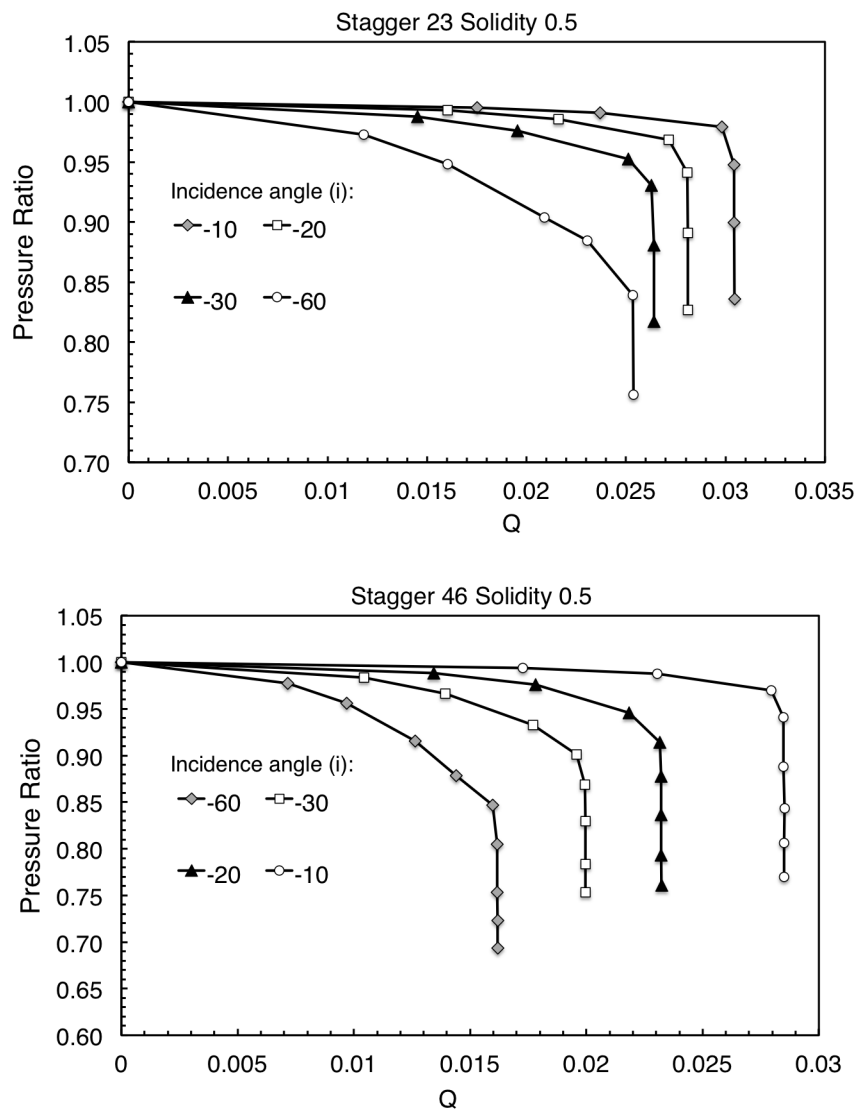 Stagger 23 Solidity 0.5
1.05
1.00
0.95
0.90
0.85
0.80
0.75
0.70
Pressure Ratio
Incidence angle (i):
-10 -20
-30 -60
0 0.005 0.01 0.015 0.02 0.025 0.03 0.035
Q
Stagger 46 Solidity 0.5
1.05
1.00
0.95
0.90
0.85
0.80
0.75
0.70
0.65
0.60
Pressure Ratio
Incidence angle (i):
-60 -30
-20 -10
0 0.005 0.01 0.015 0.02 0.025 0.03
Q